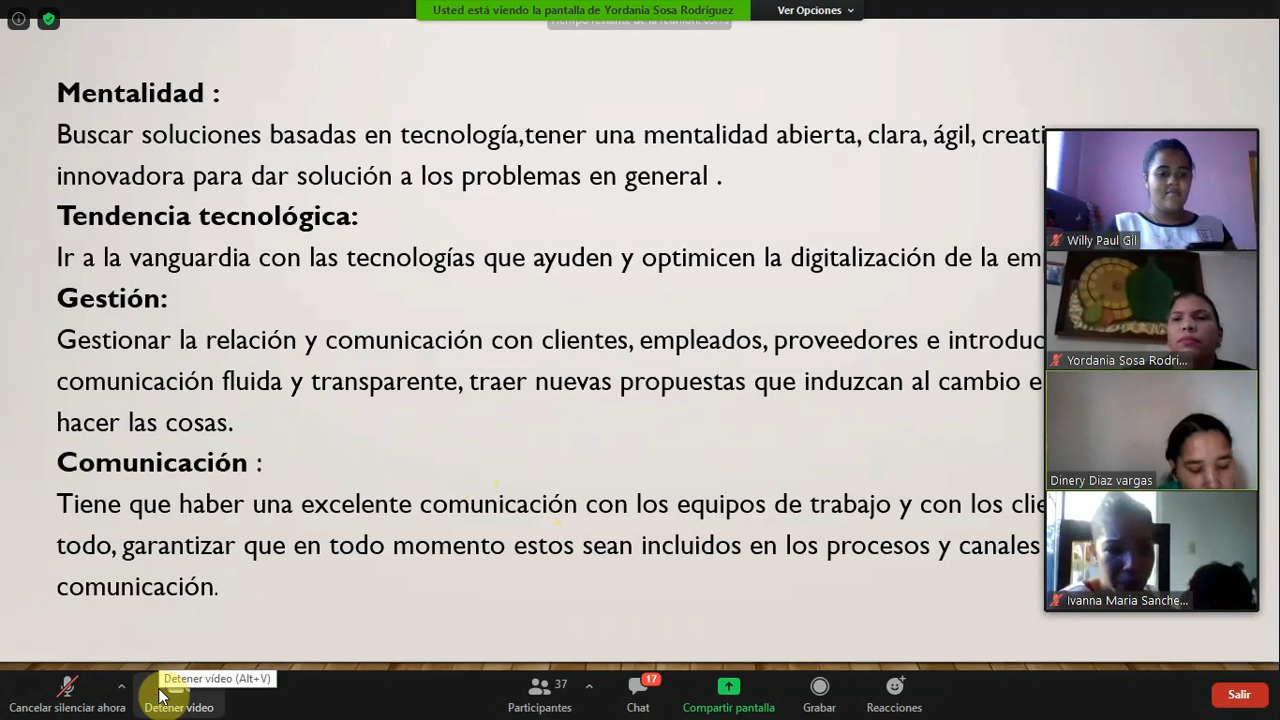 Usted está viendo la pantalla de Yordania Sosa Rodriguez
Ver Opciones
Mentalidad :
Buscar soluciones basadas en tecnología,tener una mentalidad abierta, clara, ágil, creati
innovadora para dar solución a los problemas en general .
Tendencia tecnológica:
Ir a la vanguardia con las tecnologías que ayuden y optimicen la digitalización de la em
Gestión:
Gestionar la relación y comunicación con clientes, empleados, proveedores e introduc
comunicación fluida y transparente, traer nuevas propuestas que induzcan al cambio e
hacer las cosas.
Comunicación :
Tiene que haber una excelente comunicación con los equipos de trabajo y con los clie
todo, garantizar que en todo momento estos sean incluidos en los procesos y canales
comunicación.
Willy Paul Gil
Yordania Sosa Rodri...
Dinery Diaz vargas
Ivanna Maria Sanche...
Detener vídeo (Alt+V)
Cancelar silenciar ahora
Detener video
37
Participantes
17
Chat
Compartir pantalla
Grabar
Reacciones
Salir